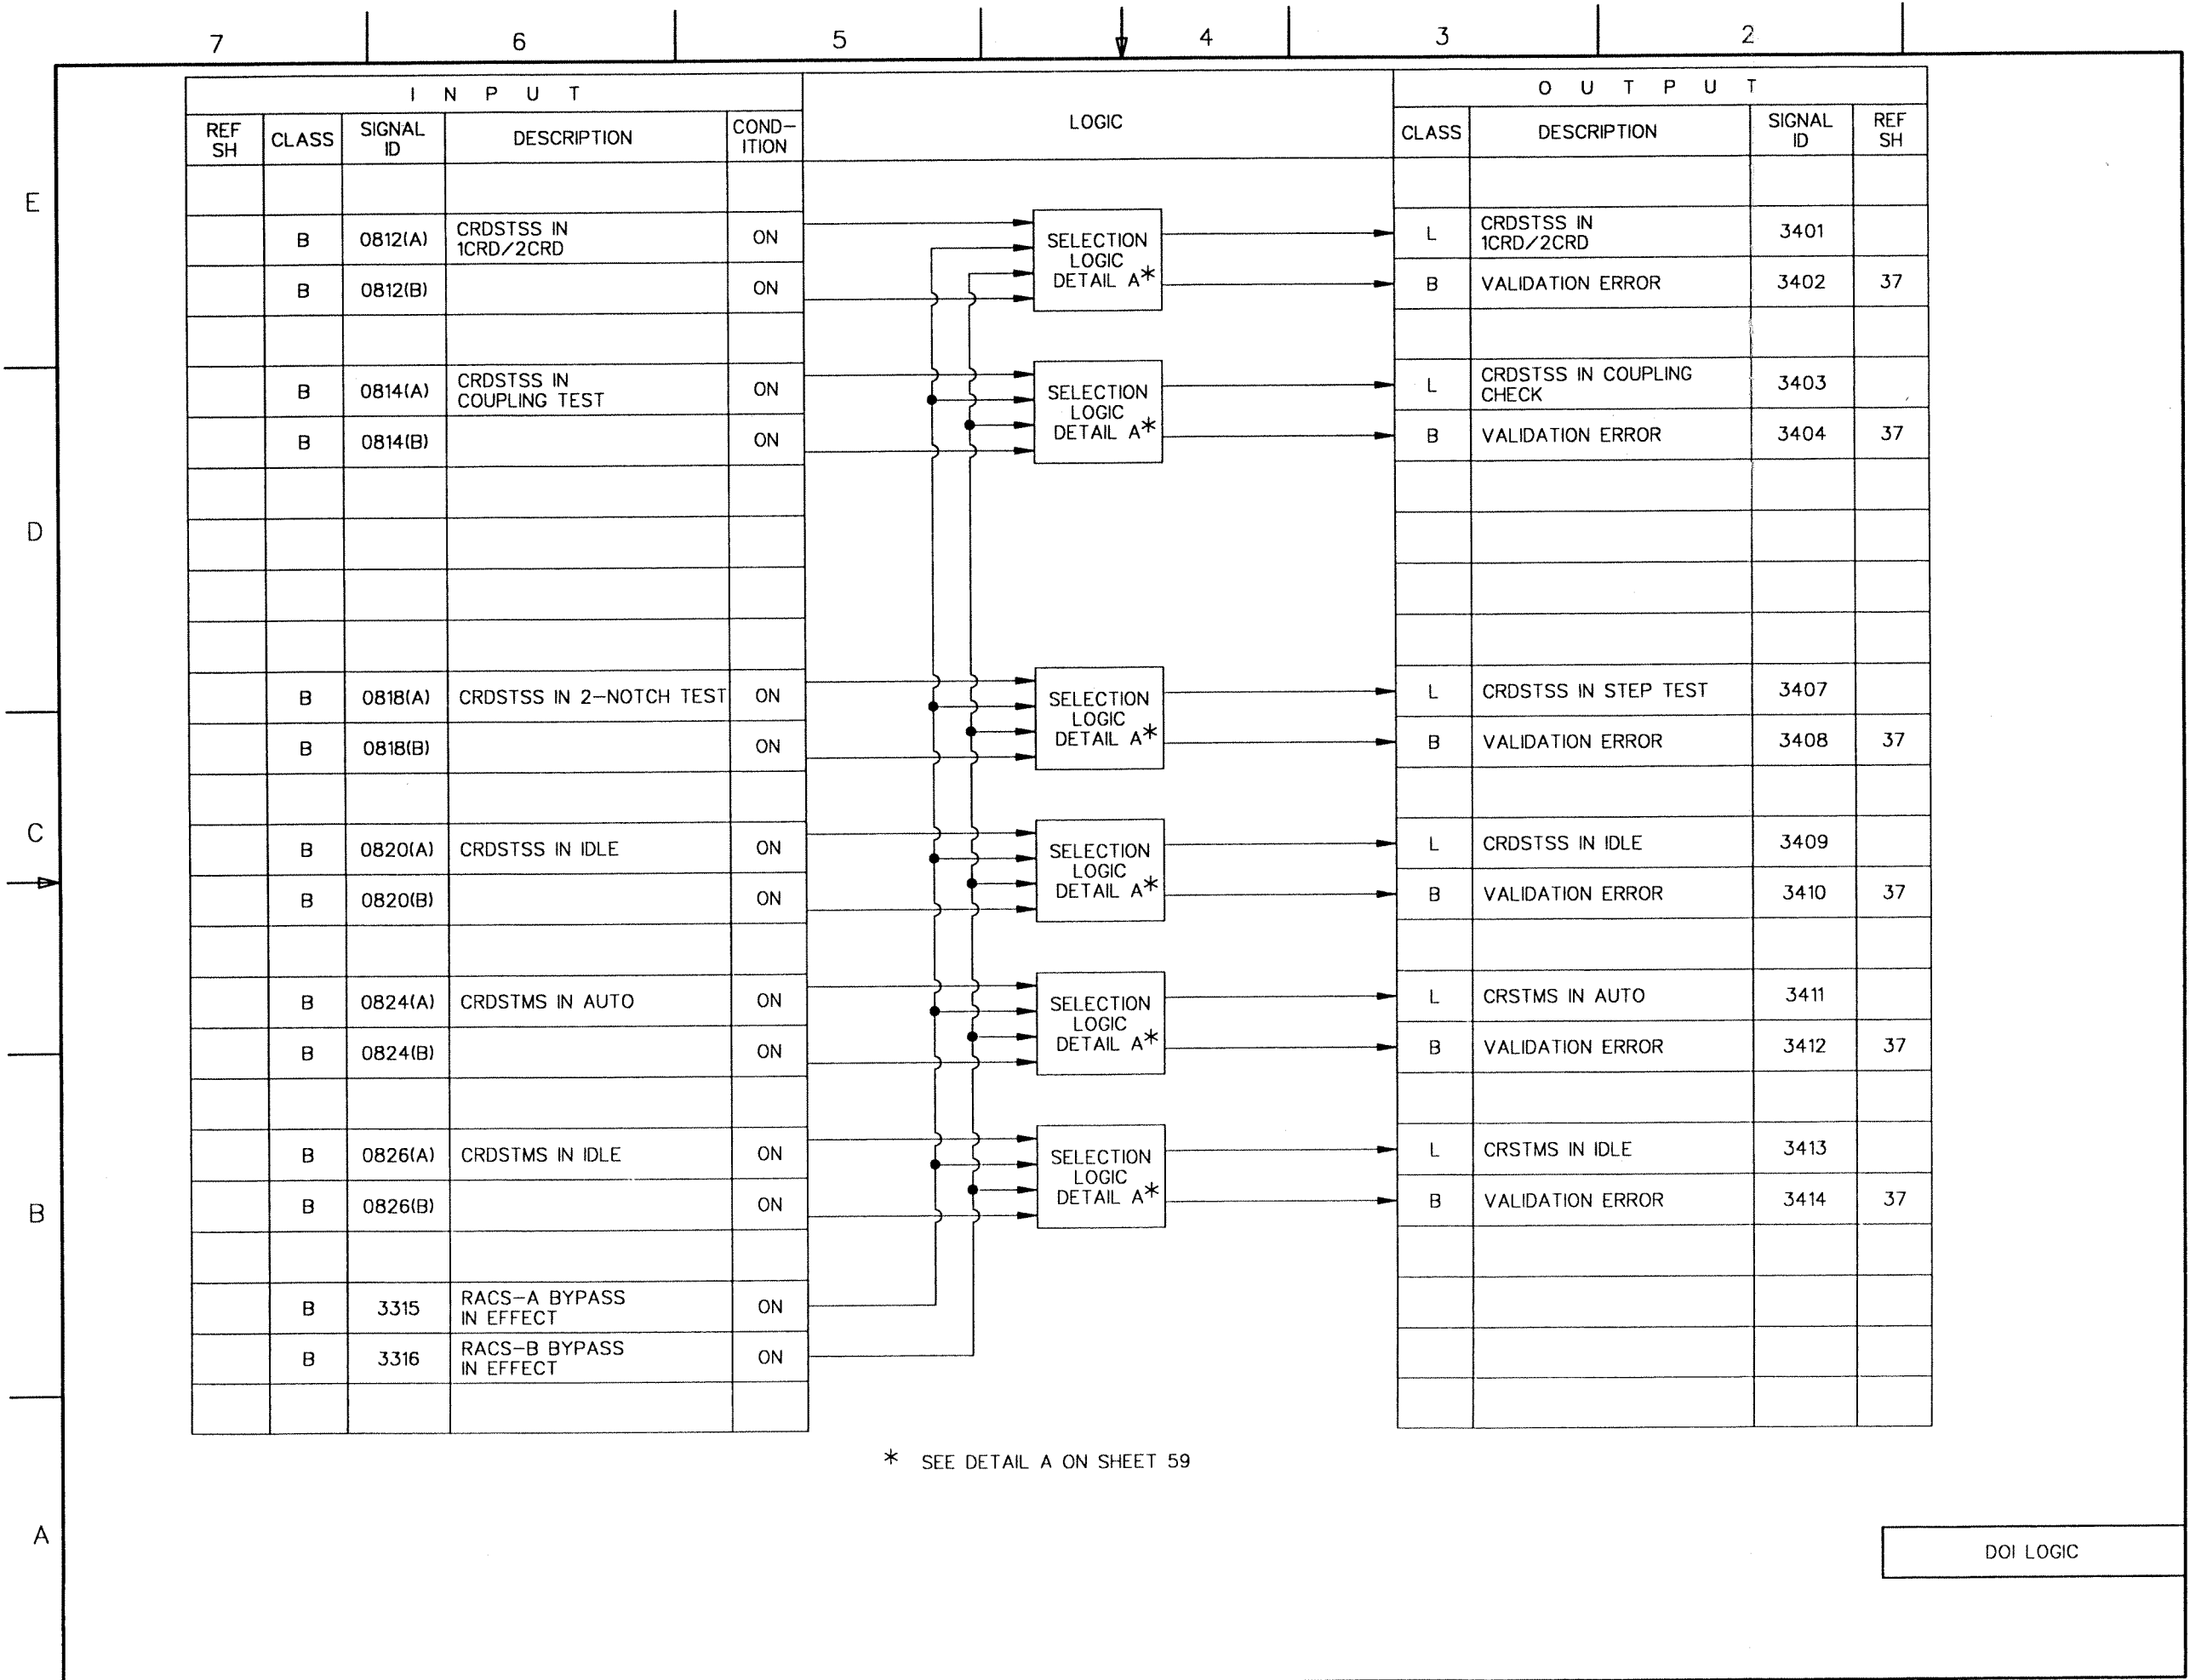 7 6 5 4 3 2
I N P U T
LOGIC
O U T P U T
REF SH CLASS SIGNAL ID DESCRIPTION COND-ITION
CLASS DESCRIPTION SIGNAL ID REF SH
E
B 0812(A) CRDSTSS IN 1CRD/2CRD ON
SELECTION LOGIC DETAIL A*
L CRDSTSS IN 1CRD/2CRD 3401
B 0812(B) ON
B VALIDATION ERROR 3402 37
B 0814(A) CRDSTSS IN COUPLING TEST ON
SELECTION LOGIC DETAIL A*
L CRDSTSS IN COUPLING CHECK 3403
B 0814(B) ON
B VALIDATION ERROR 3404 37
D
B 0818(A) CRDSTSS IN 2-NOTCH TEST ON
SELECTION LOGIC DETAIL A*
L CRDSTSS IN STEP TEST 3407
B 0818(B) ON
B VALIDATION ERROR 3408 37
C
B 0820(A) CRDSTSS IN IDLE ON
SELECTION LOGIC DETAIL A*
L CRDSTSS IN IDLE 3409
B 0820(B) ON
B VALIDATION ERROR 3410 37
B 0824(A) CRDSTMS IN AUTO ON
SELECTION LOGIC DETAIL A*
L CRSTMS IN AUTO 3411
B 0824(B) ON
B VALIDATION ERROR 3412 37
B 0826(A) CRDSTMS IN IDLE ON
SELECTION LOGIC DETAIL A*
L CRSTMS IN IDLE 3413
B
B 0826(B) ON
B VALIDATION ERROR 3414 37
B 3315 RACS-A BYPASS IN EFFECT ON
B 3316 RACS-B BYPASS IN EFFECT ON
* SEE DETAIL A ON SHEET 59
A
DOI LOGIC